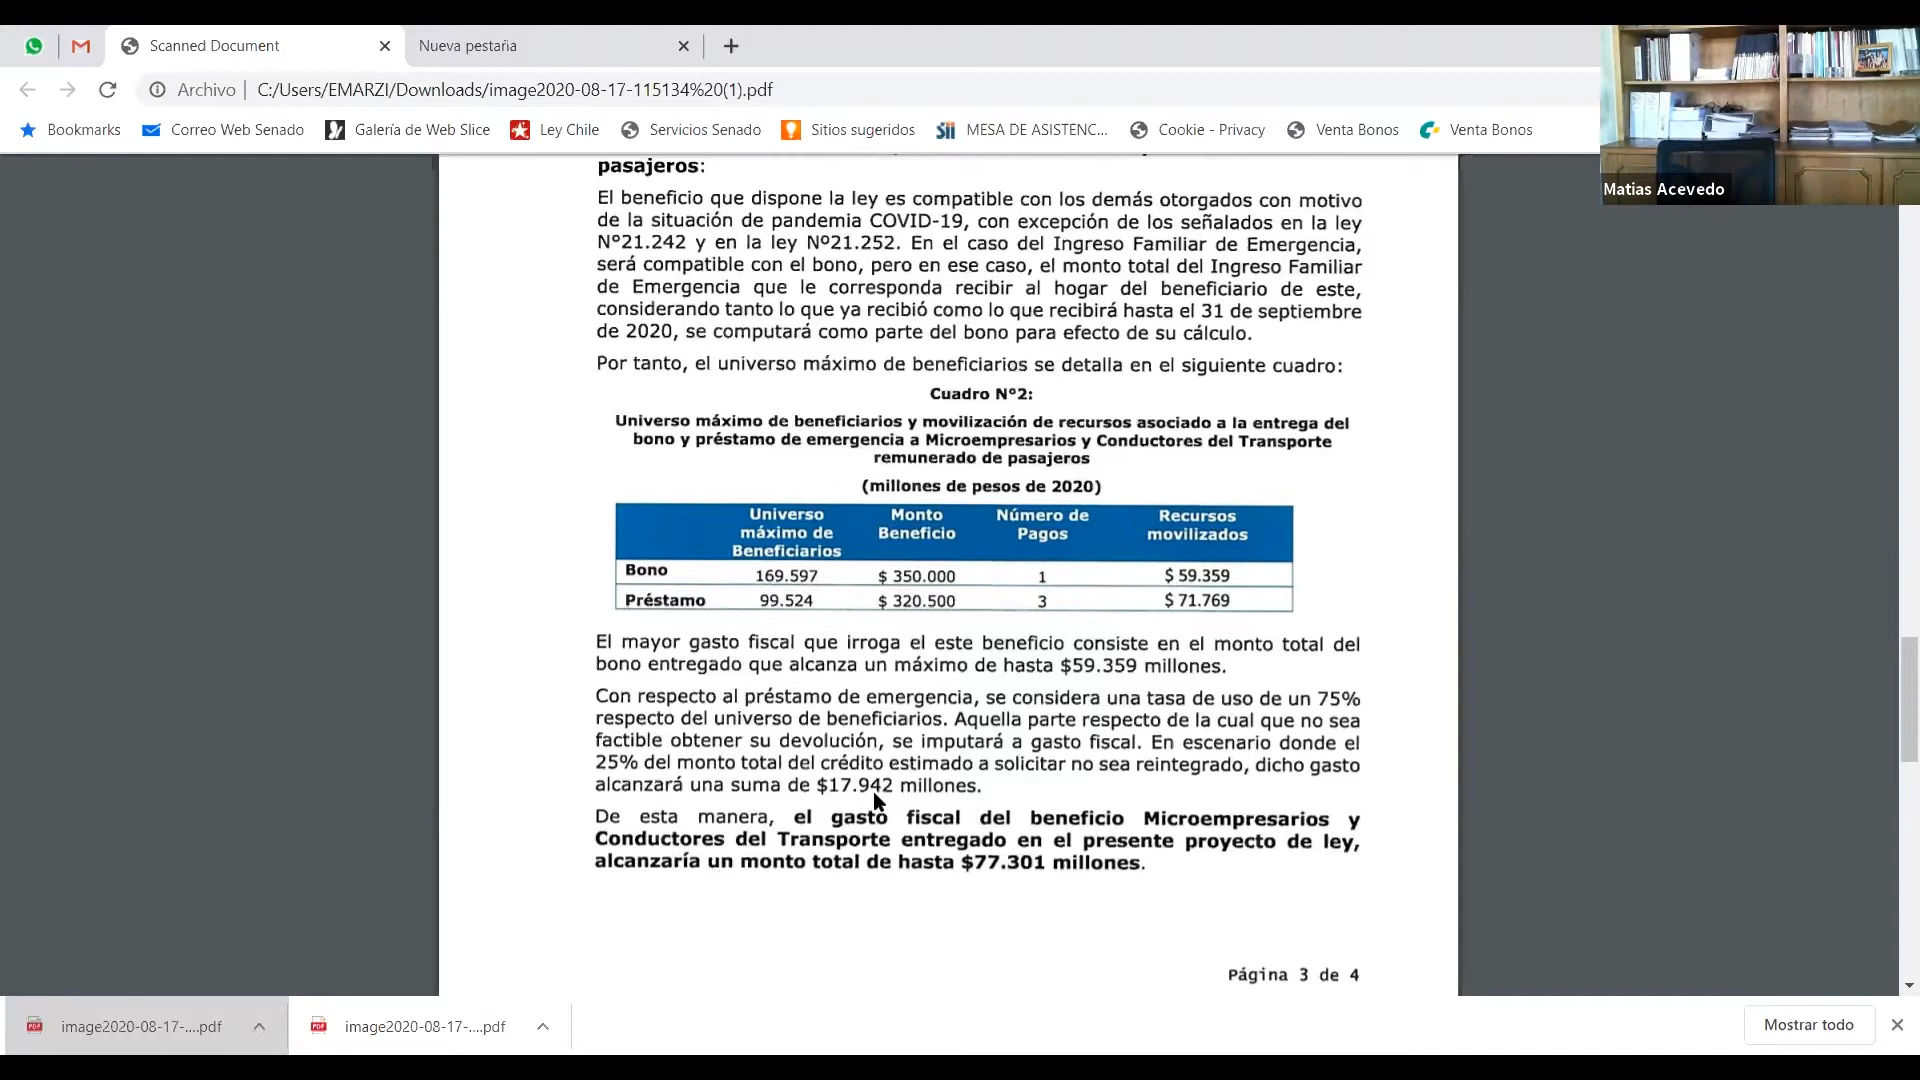 Scanned Document
Nueva pestaña
Archivo
C:/Users/EMARZI/Downloads/image2020-08-17-115134%20(1).pdf
Bookmarks
Correo Web Senado
Galería de Web Slice
Ley Chile
Servicios Senado
Sitios sugeridos
MESA DE ASISTENC...
Cookie - Privacy
Venta Bonos
Venta Bonos
Matias Acevedo
pasajeros:
El beneficio que dispone la ley es compatible con los demás otorgados con motivo
de la situación de pandemia COVID-19, con excepción de los señalados en la ley
N°21.242 y en la ley Nº21.252. En el caso del Ingreso Familiar de Emergencia,
será compatible con el bono, pero en ese caso, el monto total del Ingreso Familiar
de Emergencia que le corresponda recibir al hogar del beneficiario de este,
considerando tanto lo que ya recibió como lo que recibirá hasta el 31 de septiembre
de 2020, se computará como parte del bono para efecto de su cálculo.
Por tanto, el universo máximo de beneficiarios se detalla en el siguiente cuadro:
Cuadro N°2:
Universo máximo de beneficiarios y movilización de recursos asociado a la entrega del
bono y préstamo de emergencia a Microempresarios y Conductores del Transporte
remunerado de pasajeros
(millones de pesos de 2020)
Universo máximo de Beneficiarios Monto Beneficio Número de Pagos Recursos movilizados
Bono 169.597 $ 350.000 1 $ 59.359
Préstamo 99.524 $ 320.500 3 $ 71.769
El mayor gasto fiscal que irroga el este beneficio consiste en el monto total del
bono entregado que alcanza un máximo de hasta $59.359 millones.
Con respecto al préstamo de emergencia, se considera una tasa de uso de un 75%
respecto del universo de beneficiarios. Aquella parte respecto de la cual que no sea
factible obtener su devolución, se imputará a gasto fiscal. En escenario donde el
25% del monto total del crédito estimado a solicitar no sea reintegrado, dicho gasto
alcanzará una suma de $17.942 millones.
De esta manera, el gasto fiscal del beneficio Microempresarios y
Conductores del Transporte entregado en el presente proyecto de ley,
alcanzaría un monto total de hasta $77.301 millones.
Página 3 de 4
image2020-08-17-....pdf
image2020-08-17-....pdf
Mostrar todo